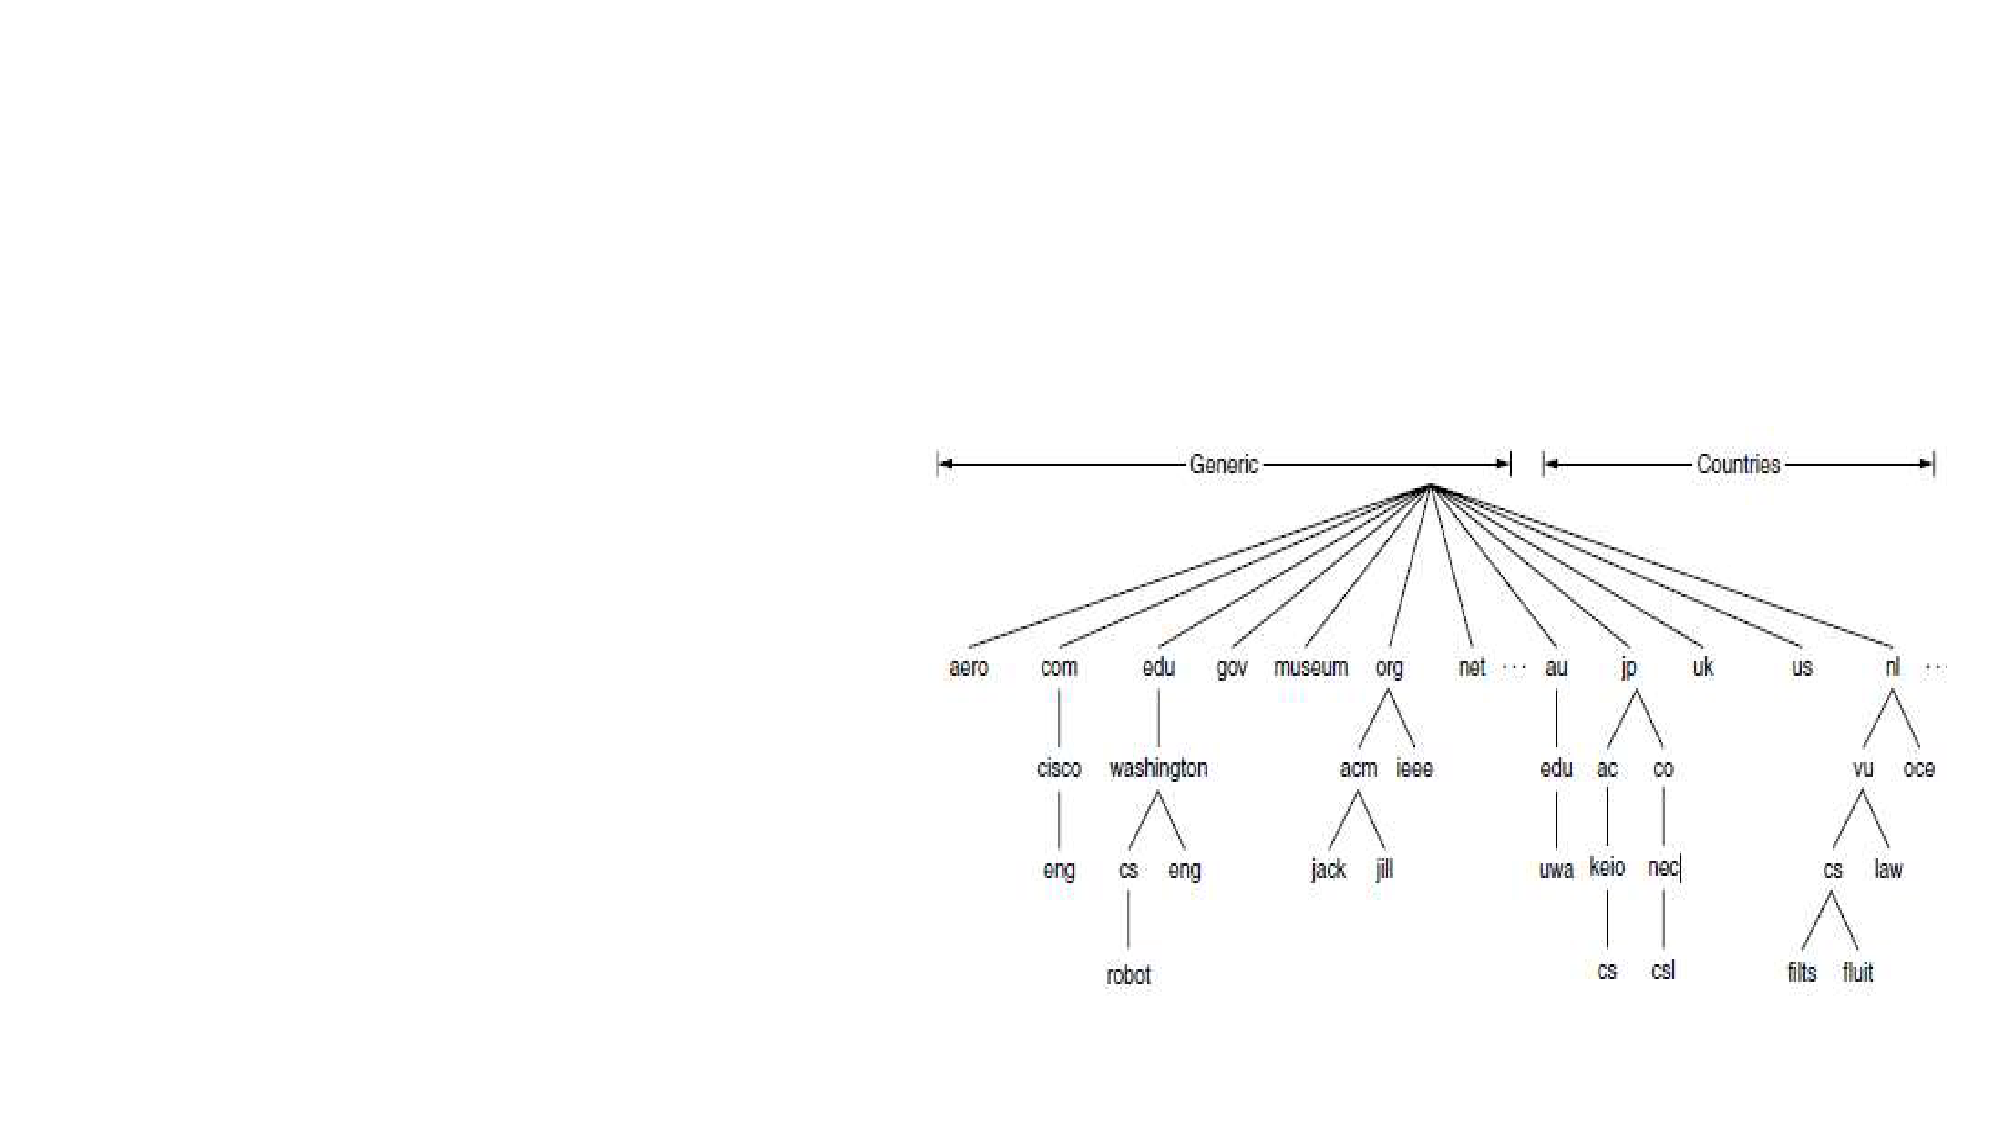 Generic Countries
aero com edu gov museum org net ... au jp uk us nl ...
cisco washington acm ieee edu ac co vu oce
eng cs eng jack jill uwa keio nec cs law
robot cs csl filts fluit